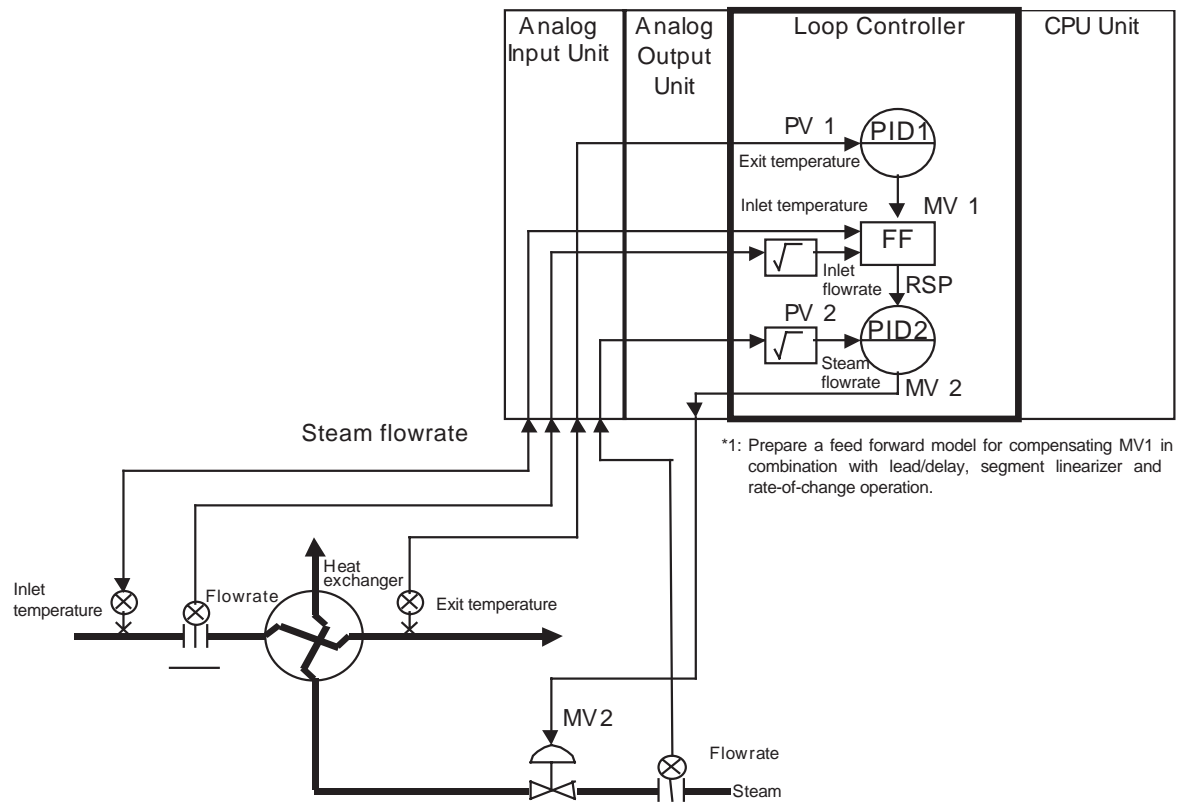 Analog
Input Unit
Analog
Output
Unit
Loop Controller
CPU Unit
PV 1
PID1
Exit temperature
Inlet temperature
MV 1
FF
√
Inlet
flowrate
RSP
PV 2
PID2
√
Steam
flowrate
MV 2
Steam flowrate
*1: Prepare a feed forward model for compensating MV1 in
combination with lead/delay, segment linearizer and
rate-of-change operation.
Inlet
temperature
Flowrate
Heat
exchanger
Exit temperature
MV2
Flowrate
Steam